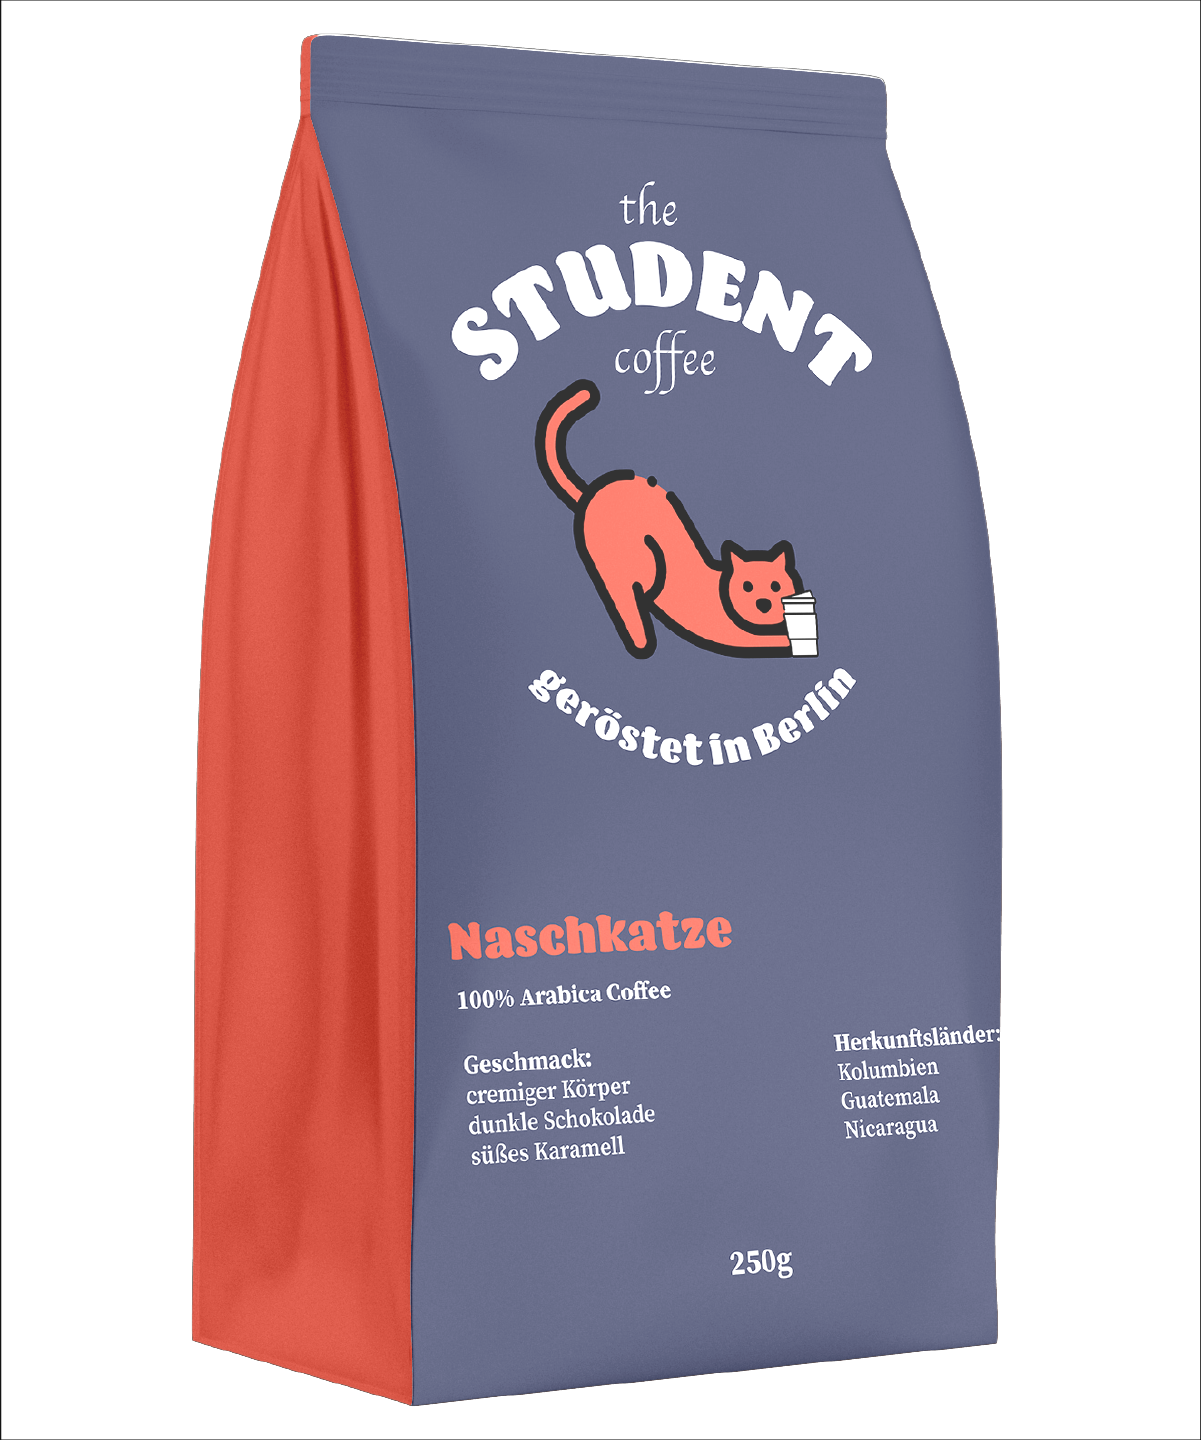 the
STUDENT
coffee
geröstet in Berlin
Naschkatze
100% Arabica Coffee
Geschmack:
cremiger Körper
dunkle Schokolade
süßes Karamell
Herkunftsländer:
Kolumbien
Guatemala
Nicaragua
250g